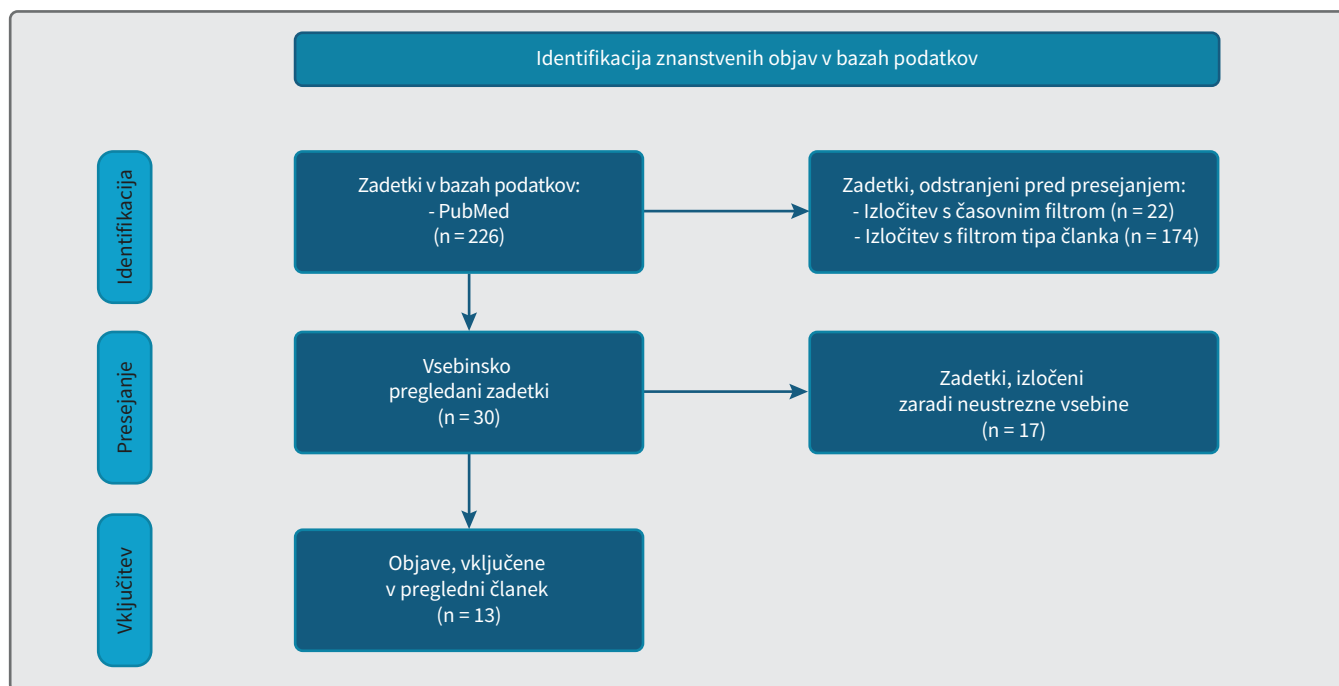 Identifikacija znanstvenih objav v bazah podatkov
Identifikacija
Zadetki v bazah podatkov:
- PubMed
(n = 226)
Zadetki, odstranjeni pred presejanjem:
- Izločitev s časovnim filtrom (n = 22)
- Izločitev s filtrom tipa članka (n = 174)
Presejanje
Vsebinsko
pregledani zadetki
(n = 30)
Zadetki, izločeni
zaradi neustrezne vsebine
(n = 17)
Vključitev
Objave, vključene
v pregledni članek
(n = 13)